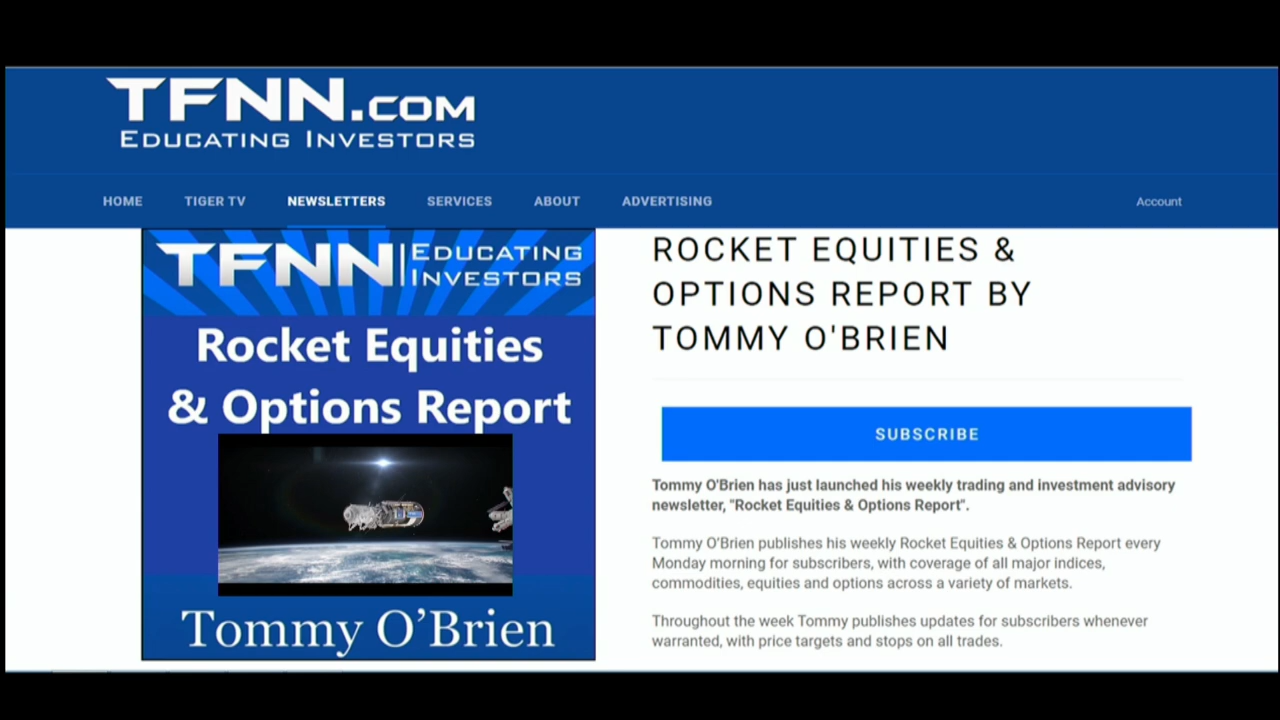 TFNN.COM
EDUCATING INVESTORS
HOME TIGER TV NEWSLETTERS SERVICES ABOUT ADVERTISING Account
TFNN EDUCATING
INVESTORS
Rocket Equities
& Options Report
Tommy O’Brien
ROCKET EQUITIES &
OPTIONS REPORT BY
TOMMY O'BRIEN
SUBSCRIBE
Tommy O'Brien has just launched his weekly trading and investment advisory
newsletter, "Rocket Equities & Options Report".
Tommy O’Brien publishes his weekly Rocket Equities & Options Report every
Monday morning for subscribers, with coverage of all major indices,
commodities, equities and options across a variety of markets.
Throughout the week Tommy publishes updates for subscribers whenever
warranted, with price targets and stops on all trades.